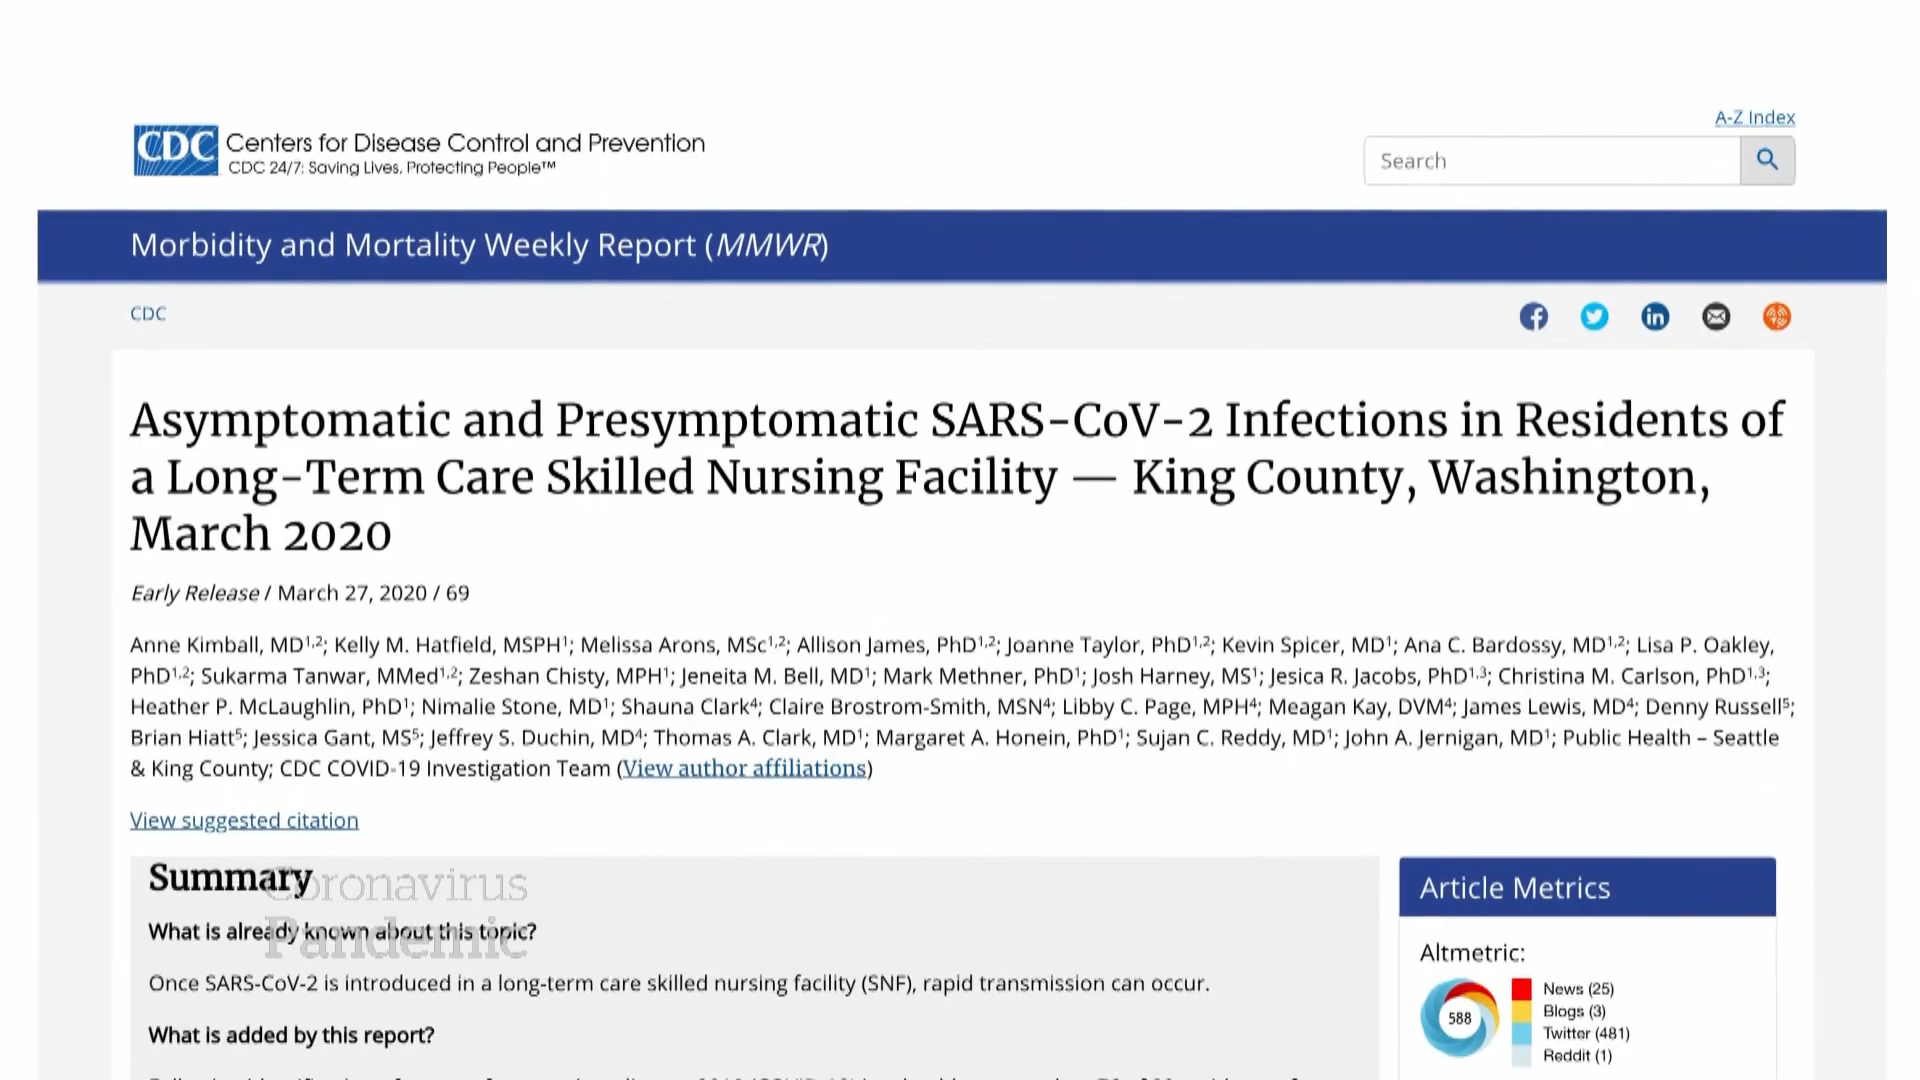 A-Z Index
CDC Centers for Disease Control and Prevention
CDC 24/7: Saving Lives, Protecting People™
Search
Morbidity and Mortality Weekly Report (MMWR)
CDC
Asymptomatic and Presymptomatic SARS-CoV-2 Infections in Residents of
a Long-Term Care Skilled Nursing Facility — King County, Washington,
March 2020
Early Release / March 27, 2020 / 69
Anne Kimball, MD¹,²; Kelly M. Hatfield, MSPH¹; Melissa Arons, MSc¹,²; Allison James, PhD¹,²; Joanne Taylor, PhD¹,²; Kevin Spicer, MD¹; Ana C. Bardossy, MD¹,²; Lisa P. Oakley,
PhD¹,²; Sukarma Tanwar, MMed¹,²; Zeshan Chisty, MPH¹; Jeneita M. Bell, MD¹; Mark Methner, PhD¹; Josh Harney, MS¹; Jesica R. Jacobs, PhD¹,³; Christina M. Carlson, PhD¹,³;
Heather P. McLaughlin, PhD¹; Nimalie Stone, MD¹; Shauna Clark⁴; Claire Brostrom-Smith, MSN⁴; Libby C. Page, MPH⁴; Meagan Kay, DVM⁴; James Lewis, MD⁴; Denny Russell⁵;
Brian Hiatt⁵; Jessica Gant, MS⁵; Jeffrey S. Duchin, MD⁴; Thomas A. Clark, MD¹; Margaret A. Honein, PhD¹; Sujan C. Reddy, MD¹; John A. Jernigan, MD¹; Public Health – Seattle
& King County; CDC COVID-19 Investigation Team (View author affiliations)
View suggested citation
Summary
Coronavirus
Pandemic
What is already known about this topic?
Once SARS-CoV-2 is introduced in a long-term care skilled nursing facility (SNF), rapid transmission can occur.
What is added by this report?
Article Metrics
Altmetric:
588
News (25)
Blogs (3)
Twitter (481)
Reddit (1)